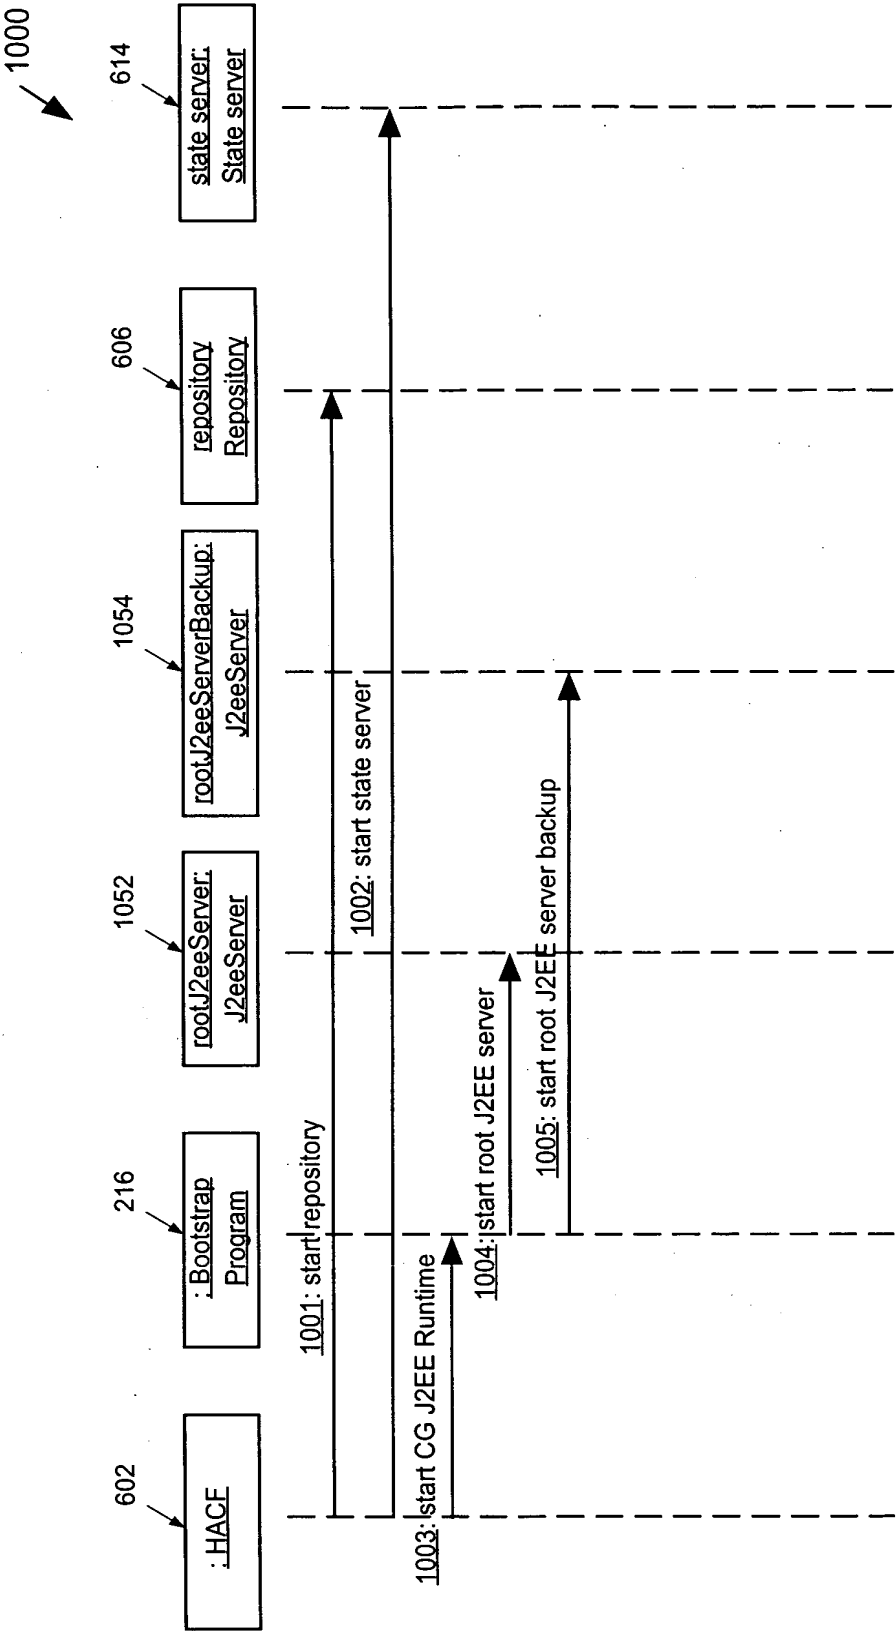 1000
602
216
1052
1054
606
614
: HACF
: Bootstrap
Program
rootJ2eeServer:
J2eeServer
rootJ2eeServerBackup:
J2eeServer
repository
Repository
state server:
State server
1001: start repository
1002: start state server
1003: start CG J2EE Runtime
1004: start root J2EE server
1005: start root J2EE server backup